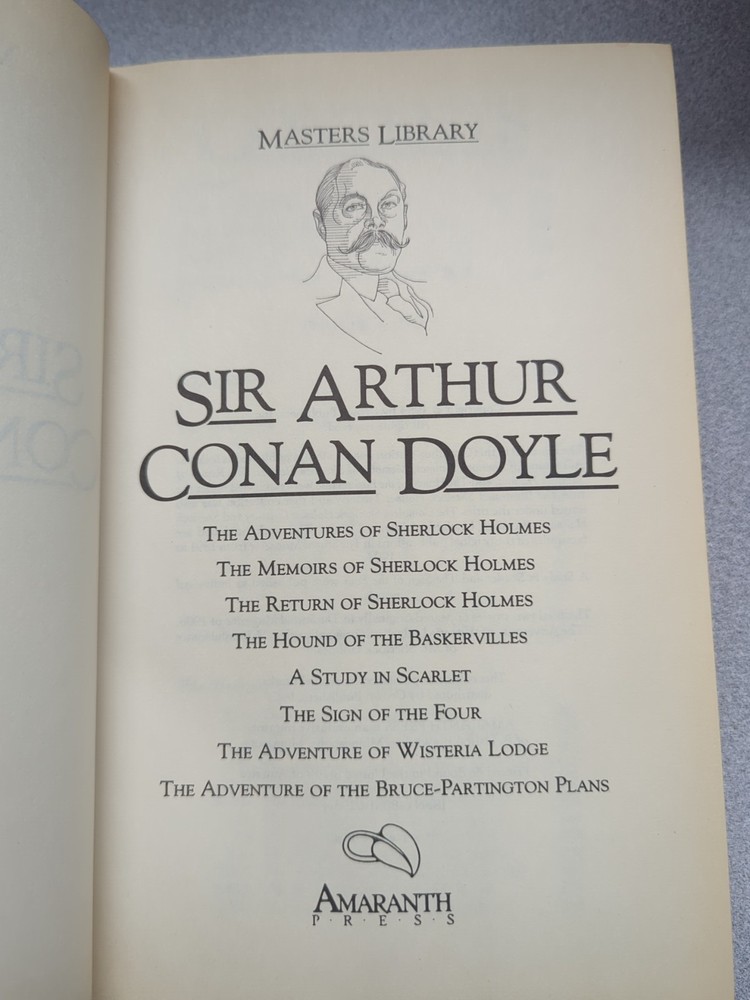 MASTERS LIBRARY
SIR ARTHUR
CONAN DOYLE
THE ADVENTURES OF SHERLOCK HOLMES
THE MEMOIRS OF SHERLOCK HOLMES
THE RETURN OF SHERLOCK HOLMES
THE HOUND OF THE BASKERVILLES
A STUDY IN SCARLET
THE SIGN OF THE FOUR
THE ADVENTURE OF WISTERIA LODGE
THE ADVENTURE OF THE BRUCE-PARTINGTON PLANS
AMARANTH
P·R·E·S·S